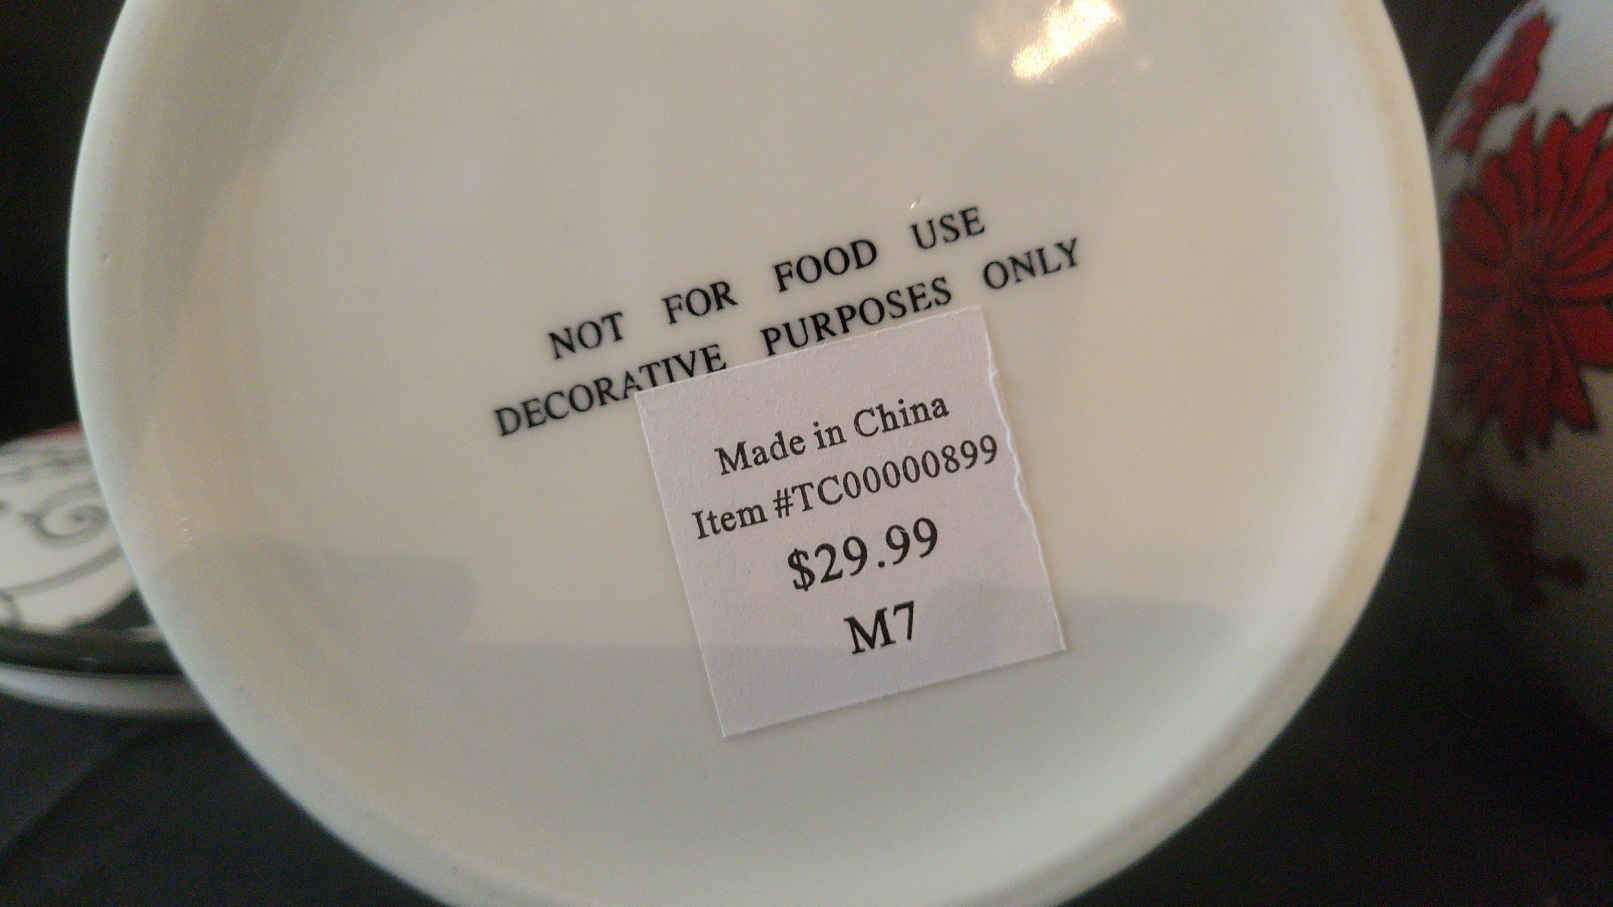 NOT FOR FOOD USE
DECORATIVE PURPOSES ONLY
Made in China
Item #TC00000899
$29.99
M7